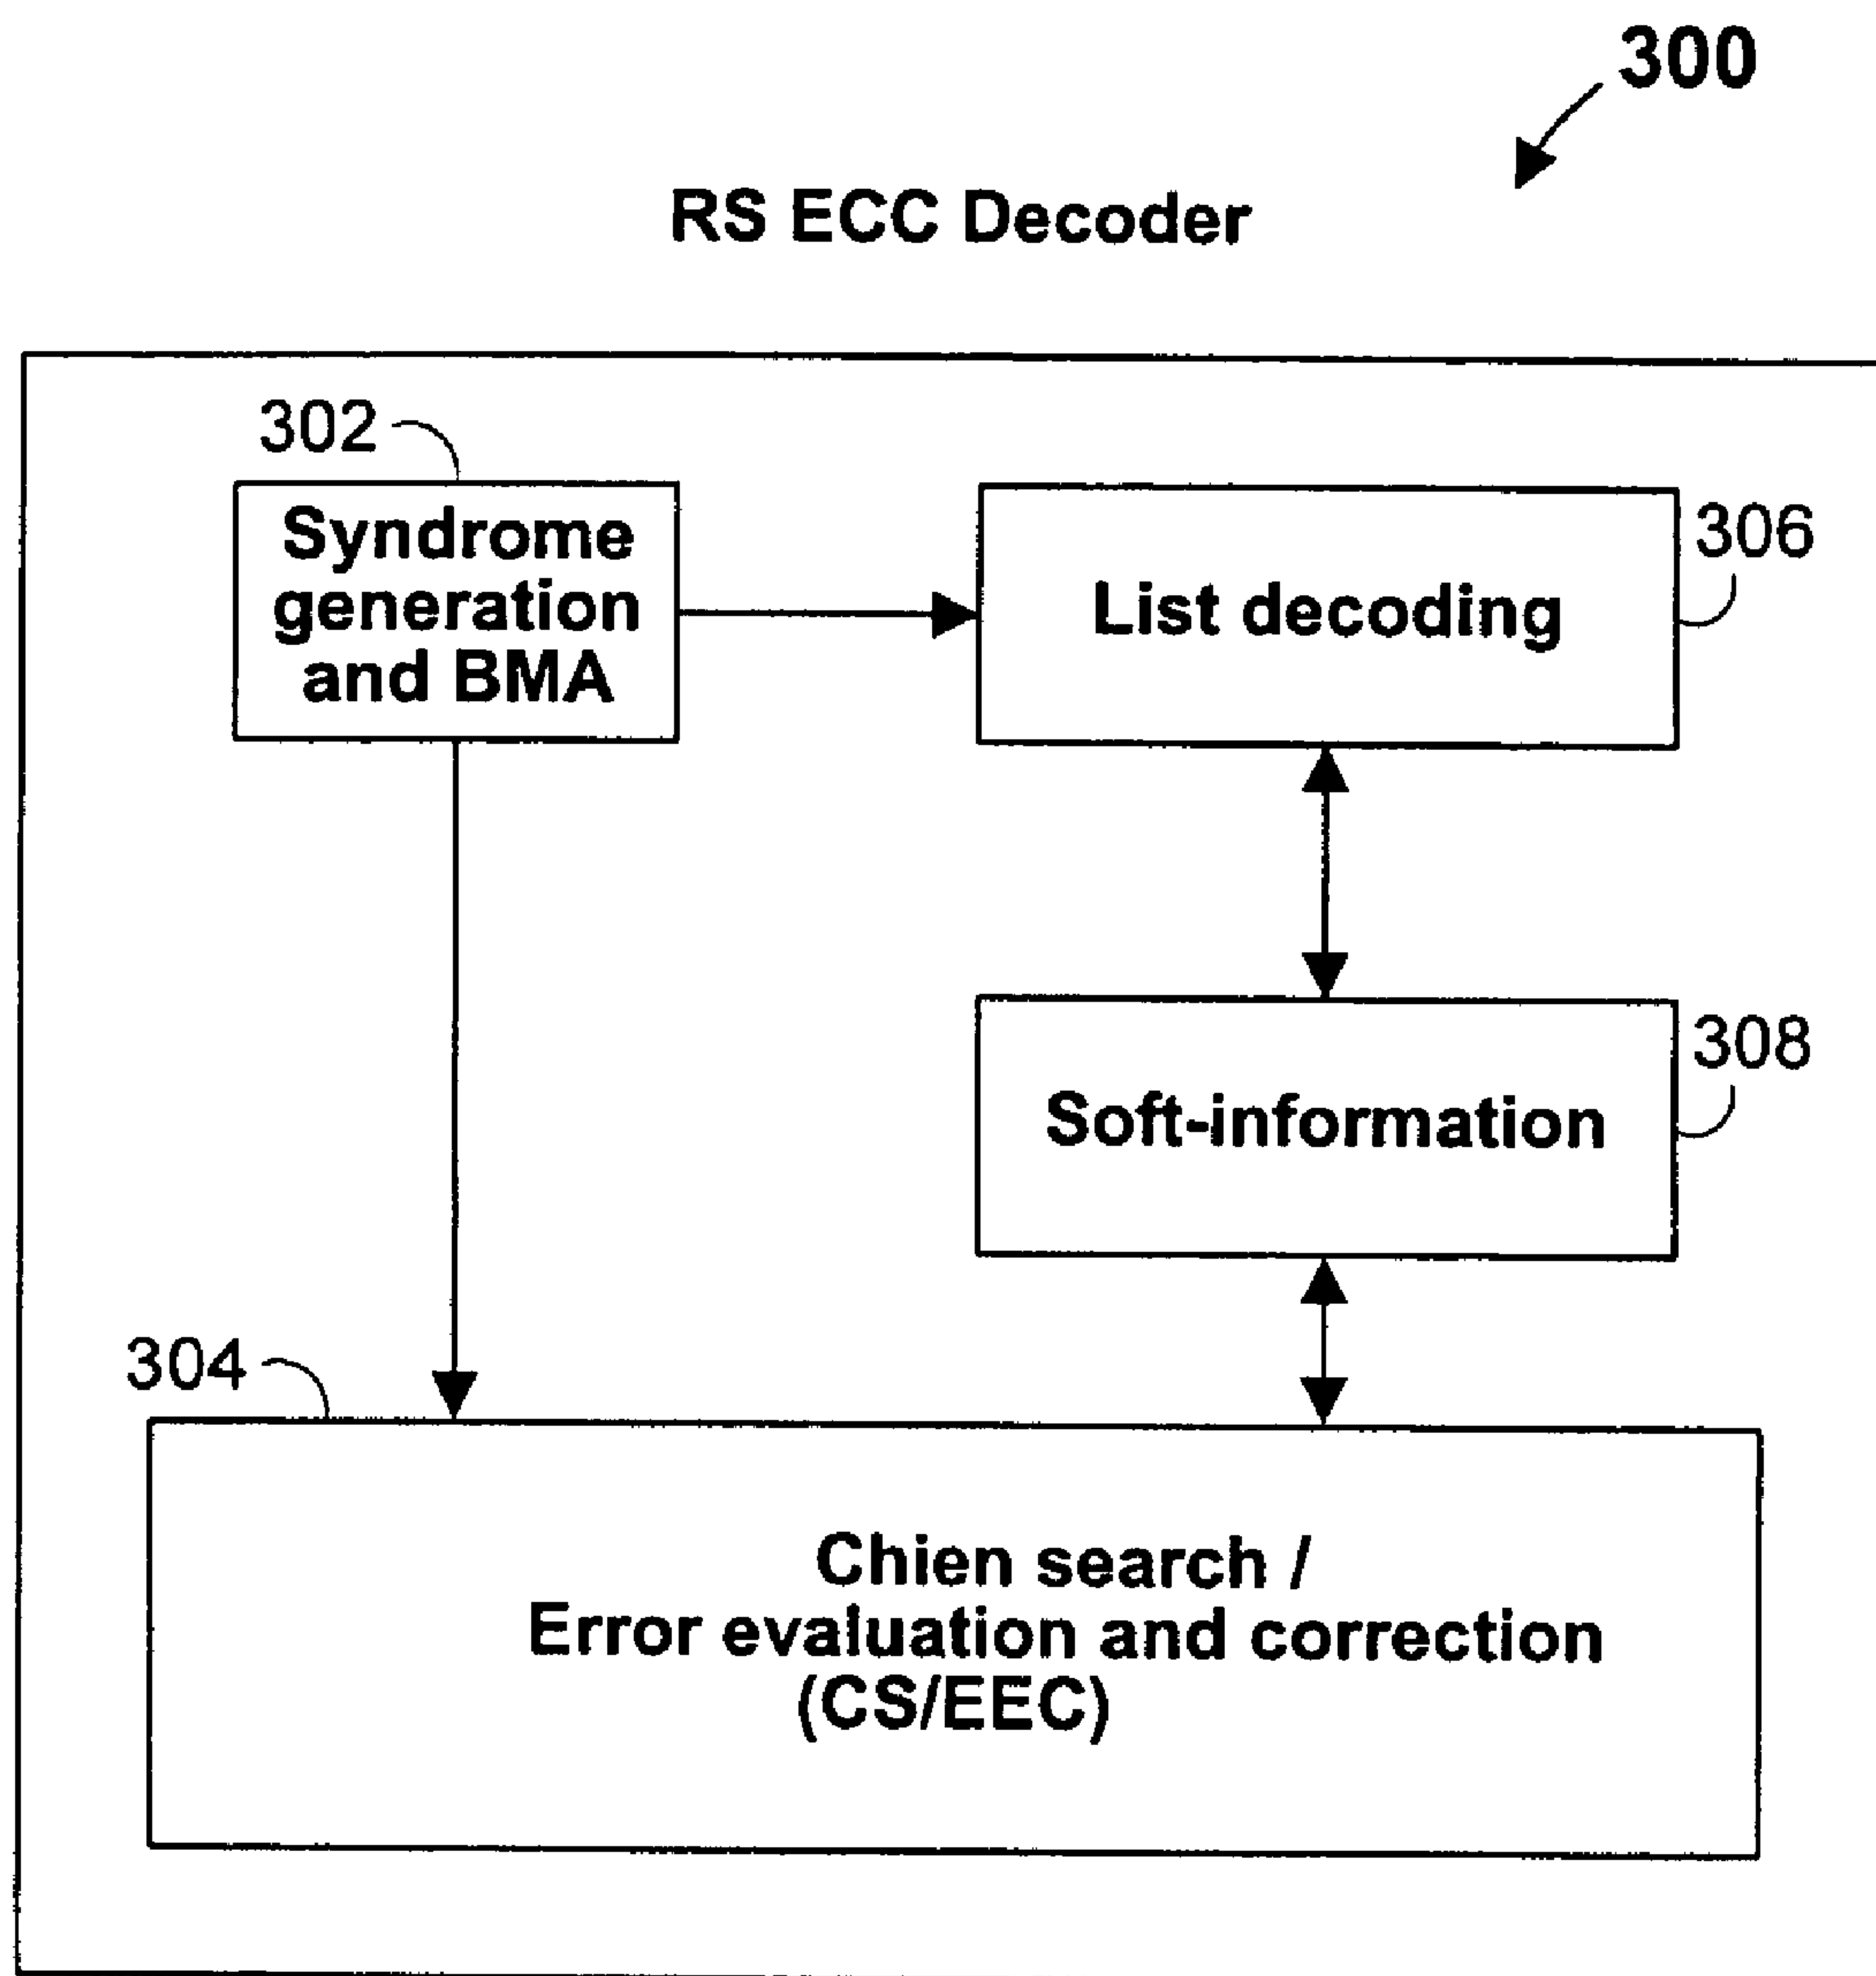 300
RS ECC Decoder
302
Syndrome
generation
and BMA
List decoding
306
Soft-information
308
304
Chien search /
Error evaluation and correction
(CS/EEC)